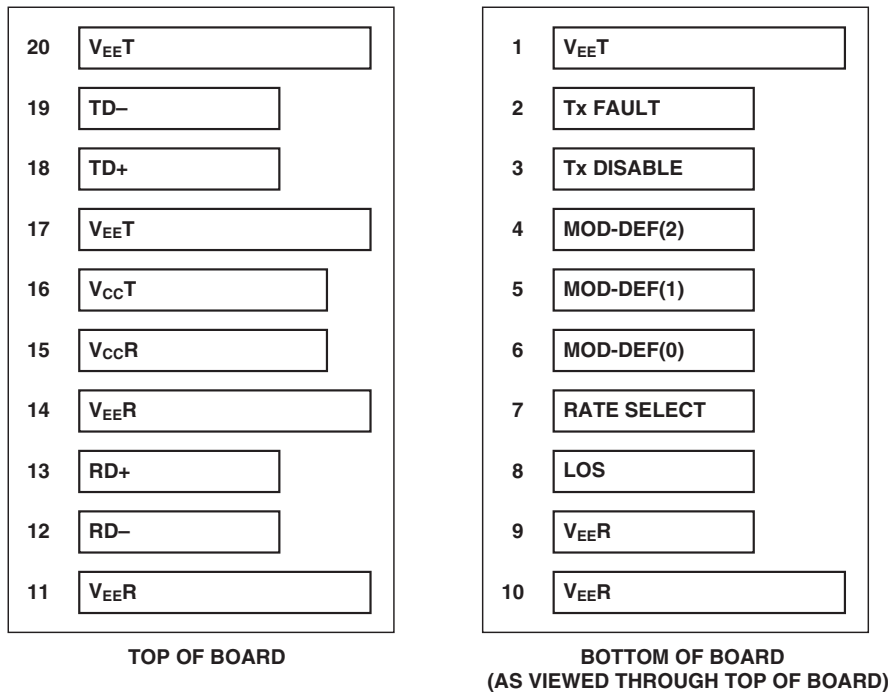 20 VEET
19 TD–
18 TD+
17 VEET
16 VCCT
15 VCCR
14 VEER
13 RD+
12 RD–
11 VEER
TOP OF BOARD
1 VEET
2 Tx FAULT
3 Tx DISABLE
4 MOD-DEF(2)
5 MOD-DEF(1)
6 MOD-DEF(0)
7 RATE SELECT
8 LOS
9 VEER
10 VEER
BOTTOM OF BOARD
(AS VIEWED THROUGH TOP OF BOARD)